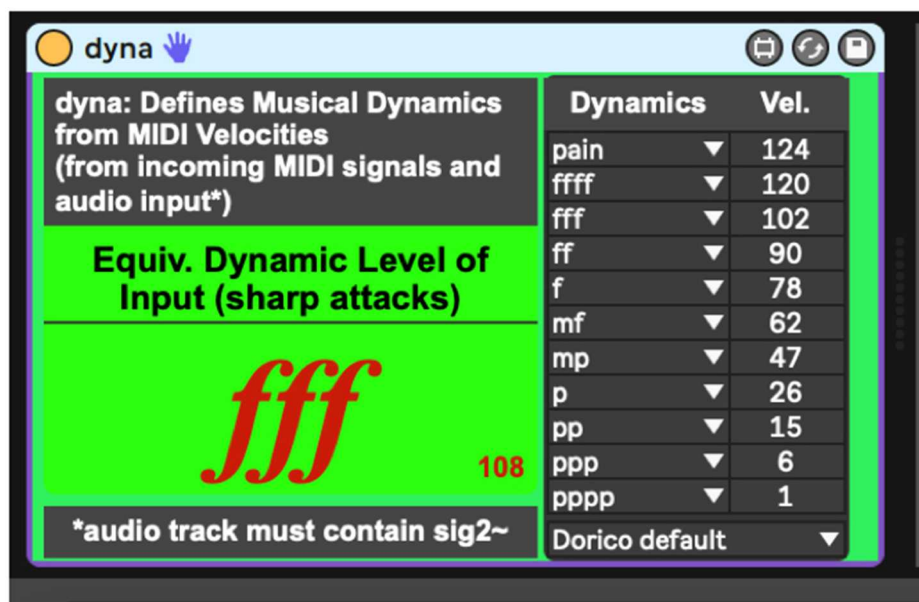 dyna
dyna: Defines Musical Dynamics
from MIDI Velocities
(from incoming MIDI signals and
audio input*)
Equiv. Dynamic Level of
Input (sharp attacks)
fff
108
*audio track must contain sig2~
Dynamics Vel.
pain 124
ffff 120
fff 102
ff 90
f 78
mf 62
mp 47
p 26
pp 15
ppp 6
pppp 1
Dorico default